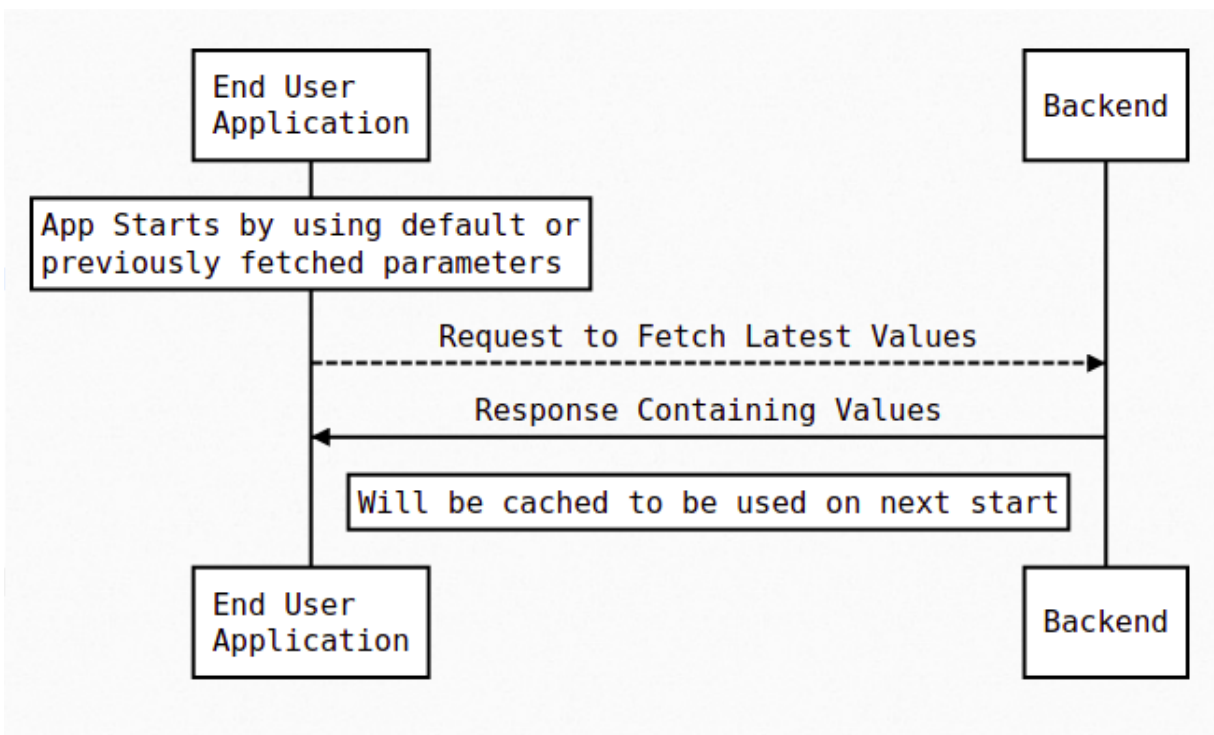 End User
Application
Backend
App Starts by using default or
previously fetched parameters
Request to Fetch Latest Values
Response Containing Values
Will be cached to be used on next start
End User
Application
Backend